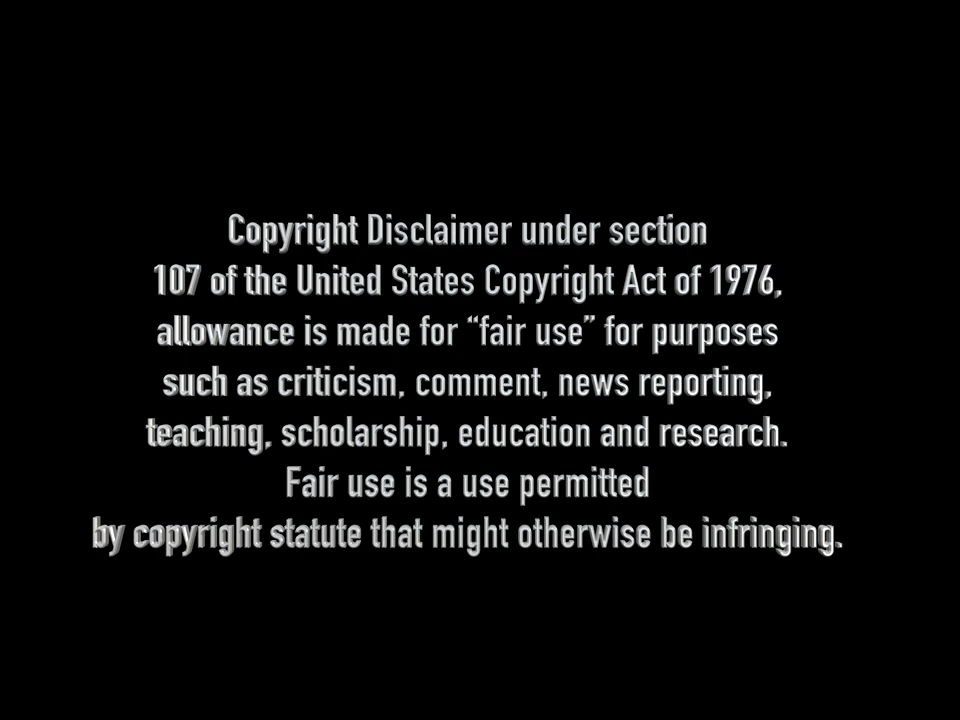 Copyright Disclaimer under section
107 of the United States Copyright Act of 1976,
allowance is made for “fair use” for purposes
such as criticism, comment, news reporting,
teaching, scholarship, education and research.
Fair use is a use permitted
by copyright statute that might otherwise be infringing.